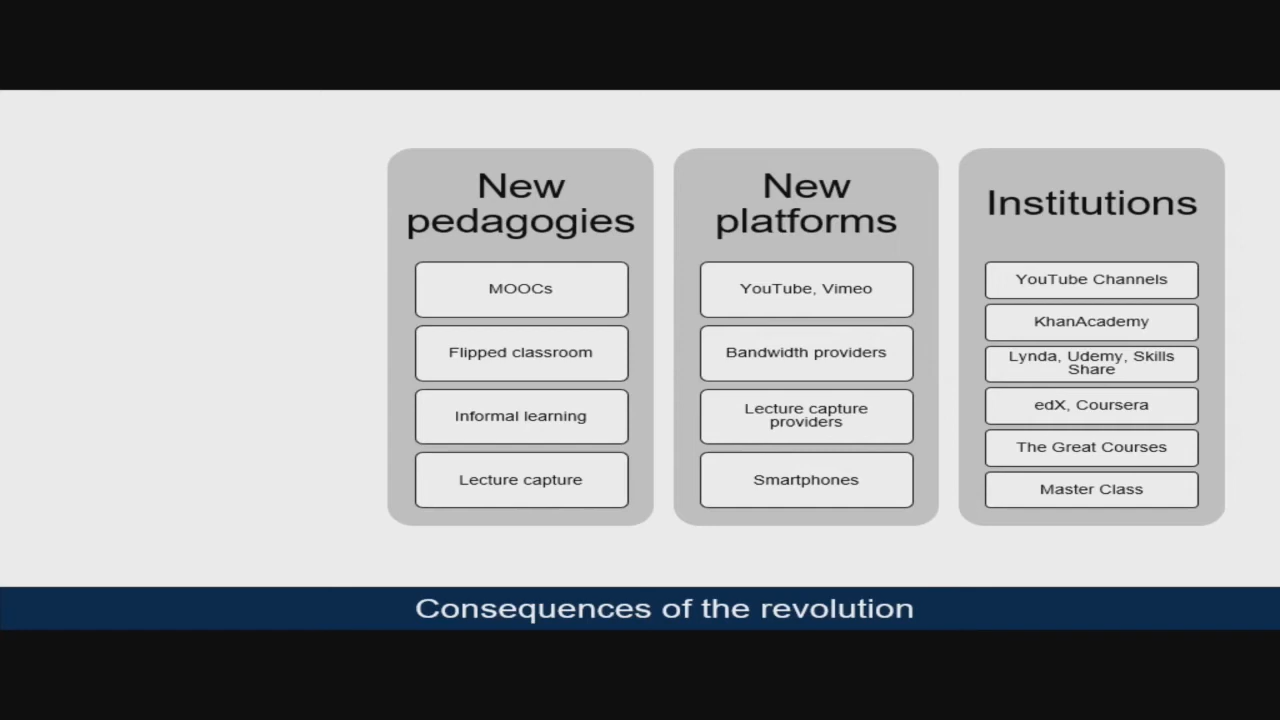 New
pedagogies
MOOCs
Flipped classroom
Informal learning
Lecture capture
New
platforms
YouTube, Vimeo
Bandwidth providers
Lecture capture
providers
Smartphones
Institutions
YouTube Channels
KhanAcademy
Lynda, Udemy, Skills
Share
edX, Coursera
The Great Courses
Master Class
Consequences of the revolution